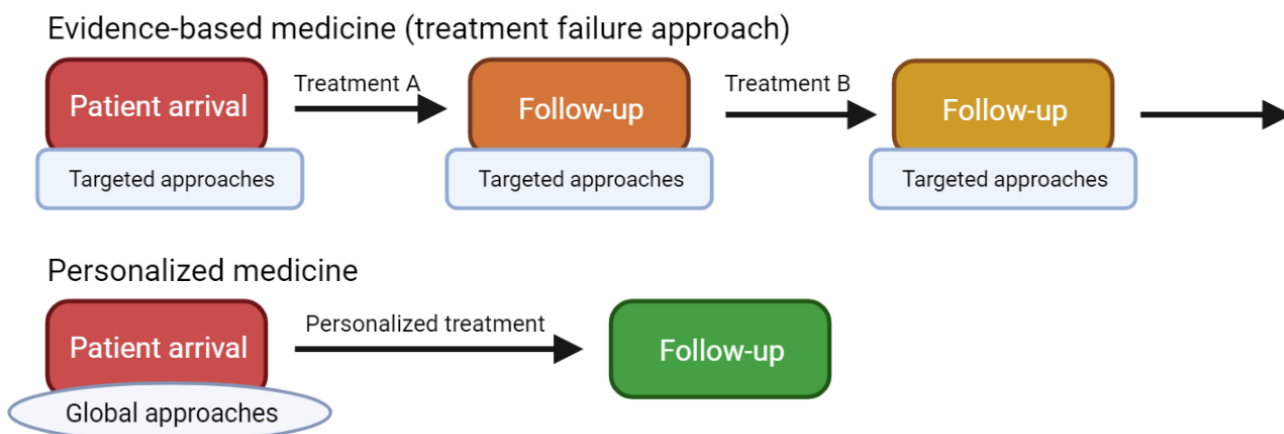 Evidence-based medicine (treatment failure approach)
Patient arrival
Treatment A
Follow-up
Treatment B
Follow-up
Targeted approaches
Targeted approaches
Targeted approaches
Personalized medicine
Patient arrival
Personalized treatment
Follow-up
Global approaches